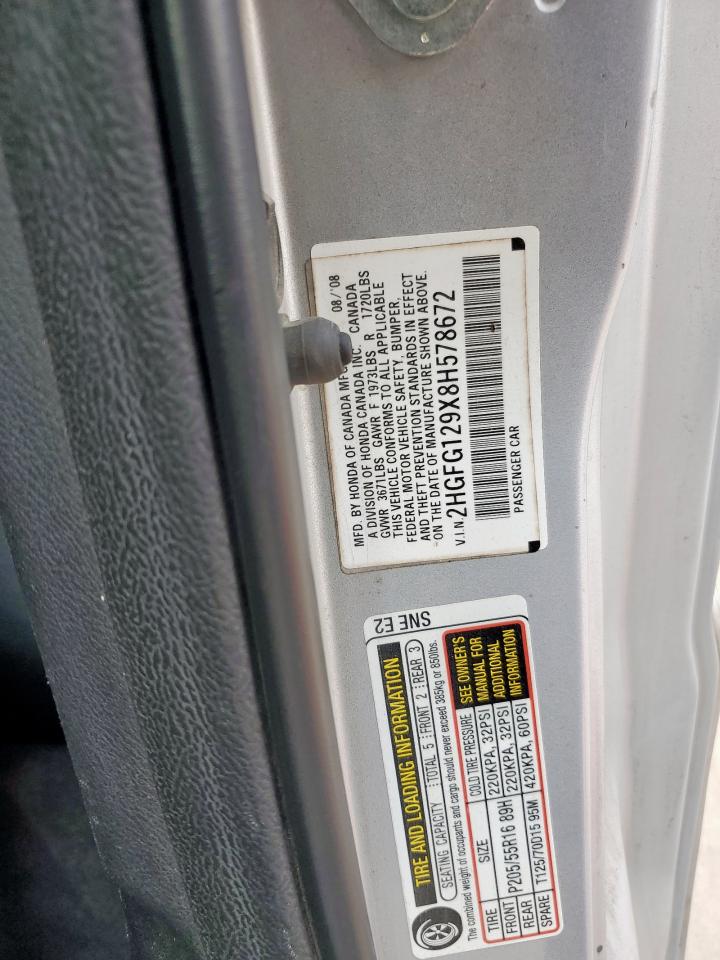 MFD. BY HONDA OF CANADA MFG. 08/'08
A DIVISION OF HONDA CANADA INC. CANADA
GVWR 3671LBS GAWR F 1973LBS R 1720LBS
THIS VEHICLE CONFORMS TO ALL APPLICABLE
FEDERAL MOTOR VEHICLE SAFETY, BUMPER,
AND THEFT PREVENTION STANDARDS IN EFFECT
ON THE DATE OF MANUFACTURE SHOWN ABOVE.
V.I.N. 2HGFG129X8H578672
PASSENGER CAR
SNE E2
TIRE AND LOADING INFORMATION
SEATING CAPACITY TOTAL 5 FRONT 2 REAR 3
The combined weight of occupants and cargo should never exceed 385kg or 850lbs.
TIRE SIZE COLD TIRE PRESSURE
FRONT P205/55R16 89H 220KPA, 32PSI
REAR 220KPA, 32PSI
SPARE T125/70D15 95M 420KPA, 60PSI
SEE OWNER'S
MANUAL FOR
ADDITIONAL
INFORMATION